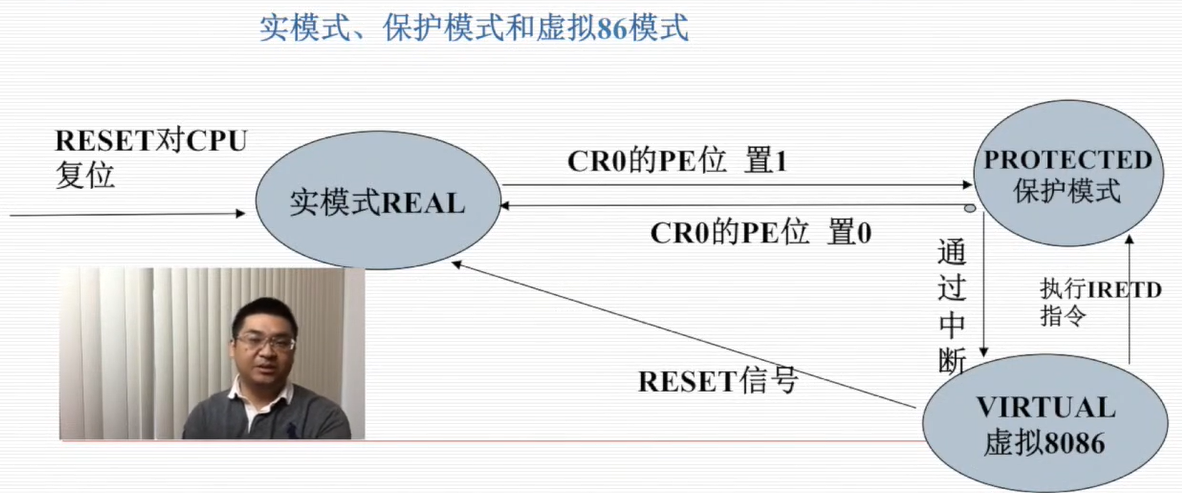 实模式、保护模式和虚拟86模式
RESET对CPU
复位
实模式REAL
CR0的PE位 置1
CR0的PE位 置0
PROTECTED
保护模式
通过中断
执行IRETD
指令
RESET信号
VIRTUAL
虚拟8086